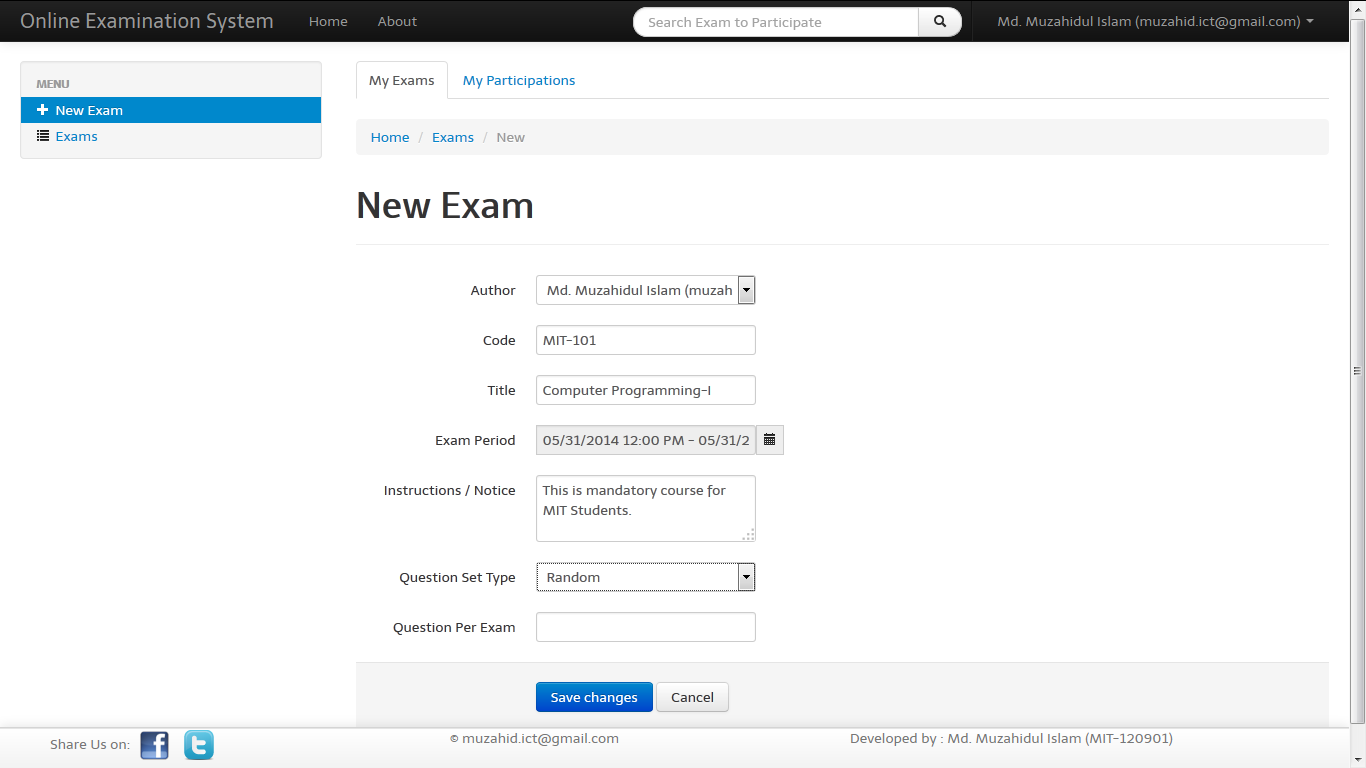 Online Examination System Home About Search Exam to Participate Md. Muzahidul Islam (muzahid.ict@gmail.com)
MENU
New Exam
Exams
My Exams My Participations
Home / Exams / New
New Exam
Author Md. Muzahidul Islam (muzah
Code MIT-101
Title Computer Programming-I
Exam Period 05/31/2014 12:00 PM - 05/31/2
Instructions / Notice This is mandatory course for
MIT Students.
Question Set Type Random
Question Per Exam
Save changes Cancel
Share Us on: f t © muzahid.ict@gmail.com Developed by : Md. Muzahidul Islam (MIT-120901)